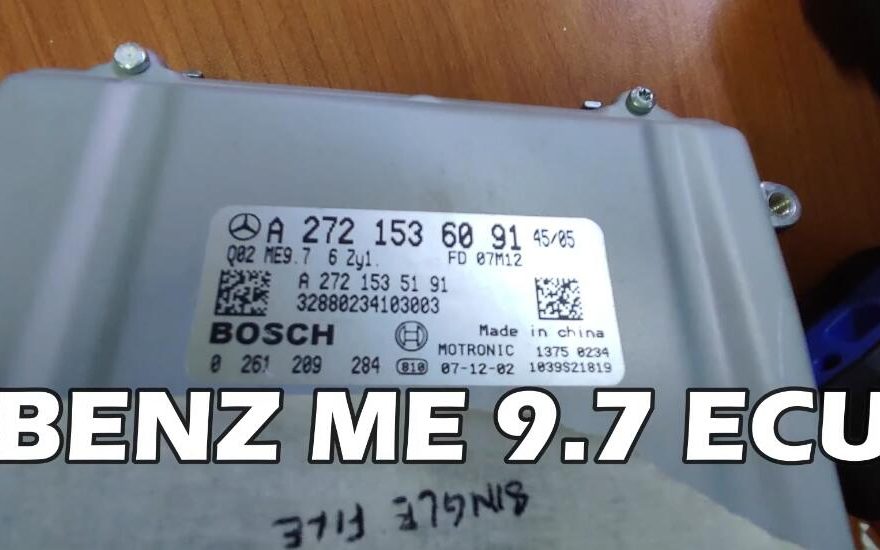 A 272 153 60 91 45/05
Q02 ME9.7 6 Zyl. FD 07M12
A 272 153 51 91
32880234103003
BOSCH Made in china
MOTRONIC 1375 0234
0 261 209 284 810 07-12-02 1039S21819
BENZ ME 9.7 ECU
SINGLE FILE